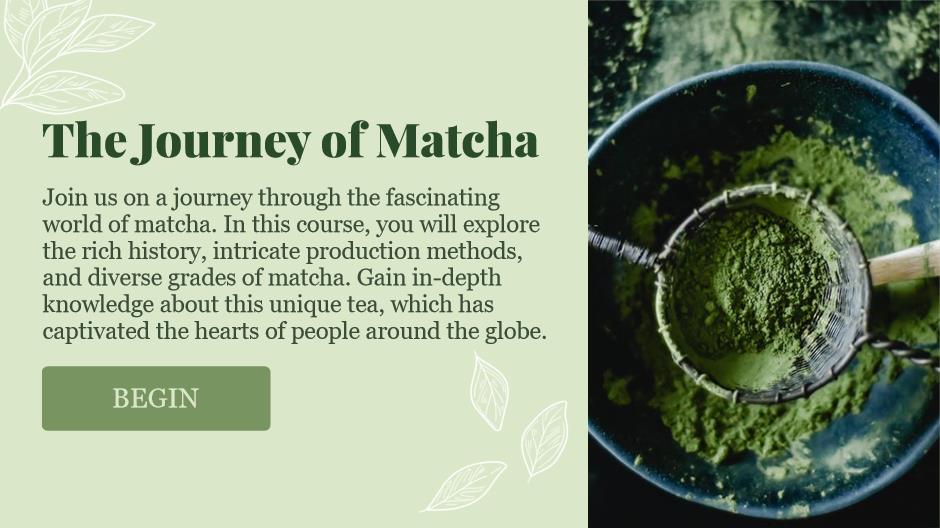 The Journey of Matcha
Join us on a journey through the fascinating
world of matcha. In this course, you will explore
the rich history, intricate production methods,
and diverse grades of matcha. Gain in-depth
knowledge about this unique tea, which has
captivated the hearts of people around the globe.
BEGIN